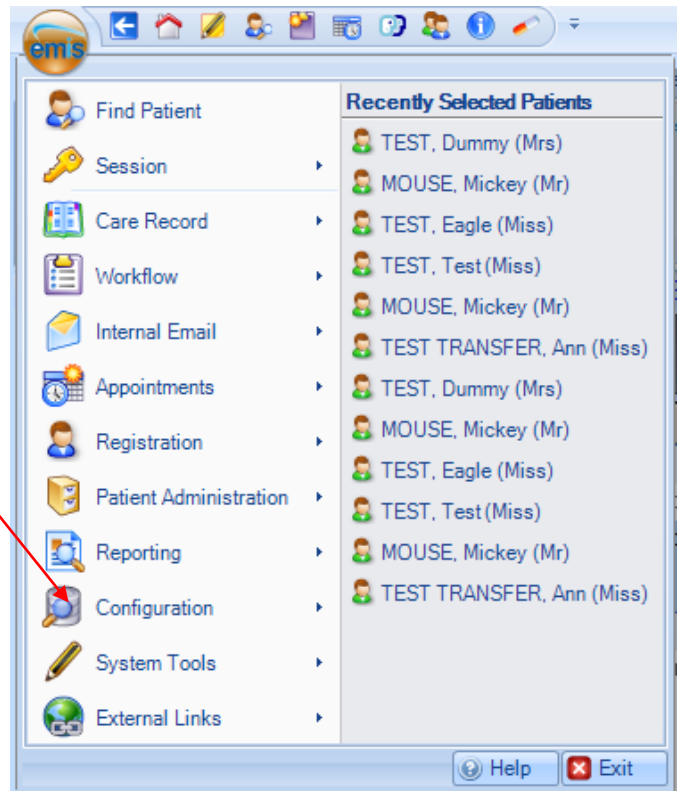 emis
Find Patient
Session
Care Record
Workflow
Internal Email
Appointments
Registration
Patient Administration
Reporting
Configuration
System Tools
External Links
Recently Selected Patients
TEST, Dummy (Mrs)
MOUSE, Mickey (Mr)
TEST, Eagle (Miss)
TEST, Test (Miss)
MOUSE, Mickey (Mr)
TEST TRANSFER, Ann (Miss)
TEST, Dummy (Mrs)
MOUSE, Mickey (Mr)
TEST, Eagle (Miss)
TEST, Test (Miss)
MOUSE, Mickey (Mr)
TEST TRANSFER, Ann (Miss)
Help
Exit